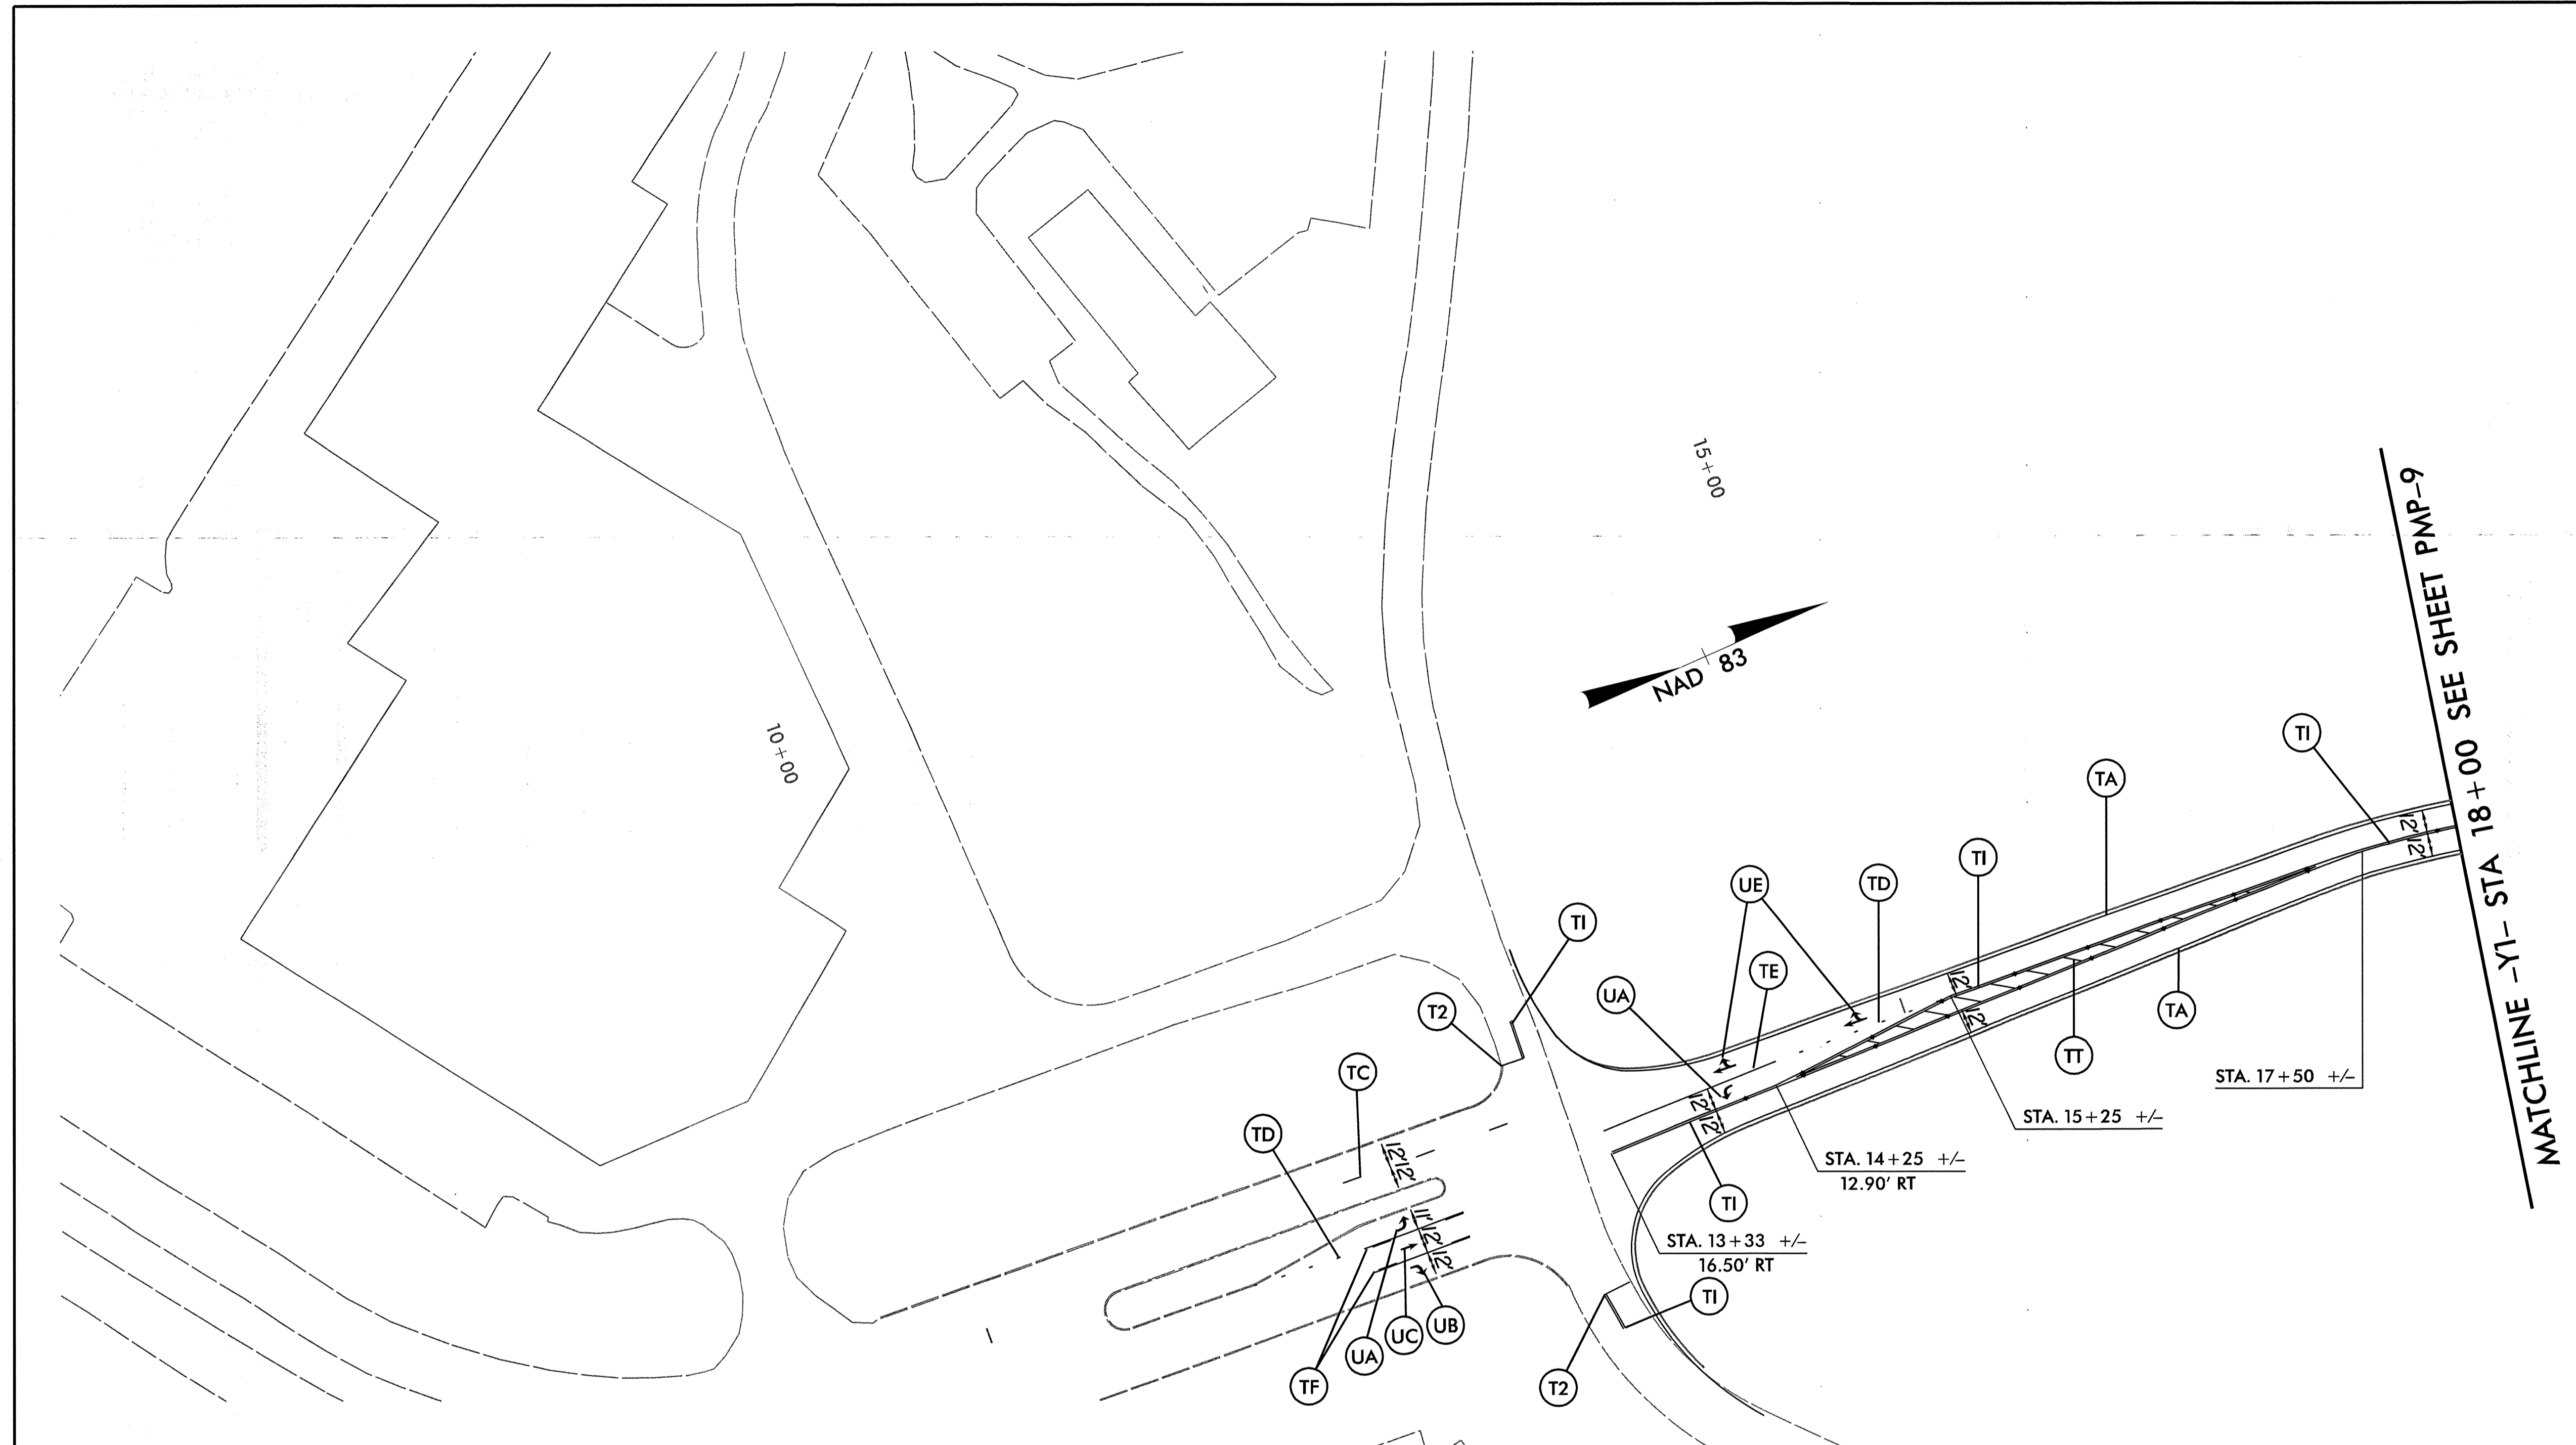 15+00
10+00
NAD 83
MATCHLINE -Y1- STA 18+00 SEE SHEET PMP-9
TI
TA
12'
12'
TI
UE
TD
TI
TE
UA
12'
12'
TT
TA
STA. 17+50 +/-
STA. 15+25 +/-
T2
12'
12'
STA. 14+25 +/-
12.90' RT
TI
STA. 13+33 +/-
16.50' RT
TC
TD
12'
12'
11'
12'
12'
TF
UA
UC
UB
T2
TI